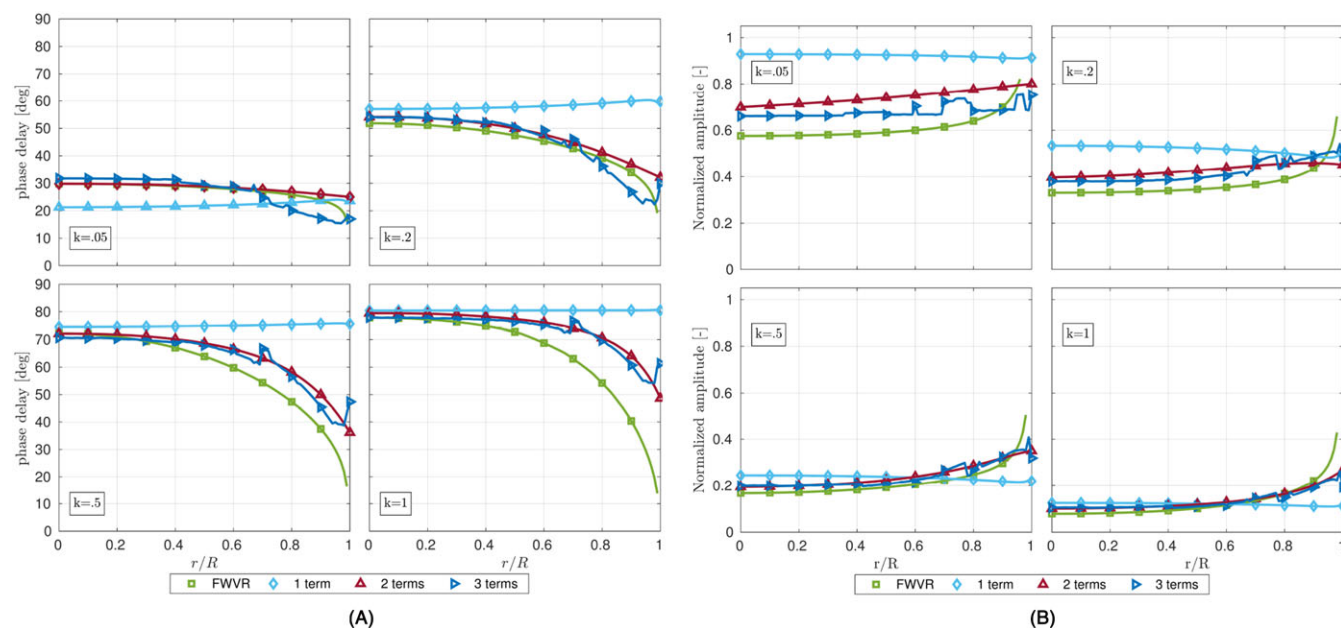 90
80
70
60
50
40
30
20
10
0
phase delay [deg]
k=.05
k=.2
90
80
70
60
50
40
30
20
10
0
phase delay [deg]
k=.5
k=1
0 0.2 0.4 0.6 0.8 1
0 0.2 0.4 0.6 0.8 1
r/R
r/R
FWVR 1 term 2 terms 3 terms
(A)
1
0.8
0.6
0.4
0.2
0
Normalized amplitude [-]
k=.05
k=.2
1
0.8
0.6
0.4
0.2
0
Normalized amplitude [-]
k=.5
k=1
0 0.2 0.4 0.6 0.8 1
0 0.2 0.4 0.6 0.8 1
r/R
r/R
FWVR 1 term 2 terms 3 terms
(B)